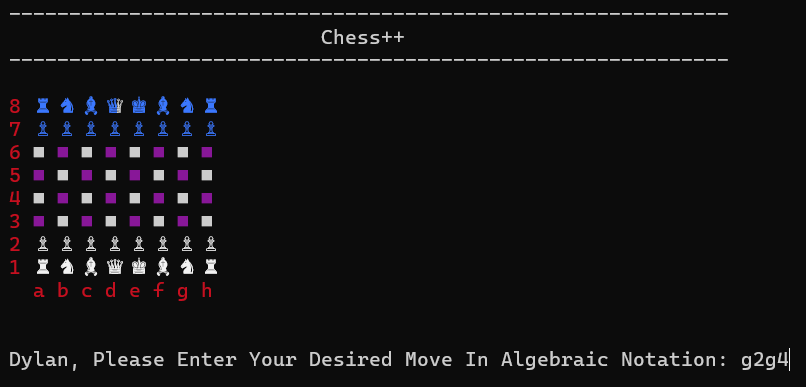 ------------------------------------------------------------
Chess++
------------------------------------------------------------
8 ♜ ♞ ♝ ♛ ♚ ♝ ♞ ♜
7 ♙ ♙ ♙ ♙ ♙ ♙ ♙ ♙
6 ■ ■ ■ ■ ■ ■ ■ ■
5 ■ ■ ■ ■ ■ ■ ■ ■
4 ■ ■ ■ ■ ■ ■ ■ ■
3 ■ ■ ■ ■ ■ ■ ■ ■
2 ♙ ♙ ♙ ♙ ♙ ♙ ♙ ♙
1 ♜ ♞ ♝ ♛ ♚ ♝ ♞ ♜
a b c d e f g h
Dylan, Please Enter Your Desired Move In Algebraic Notation: g2g4